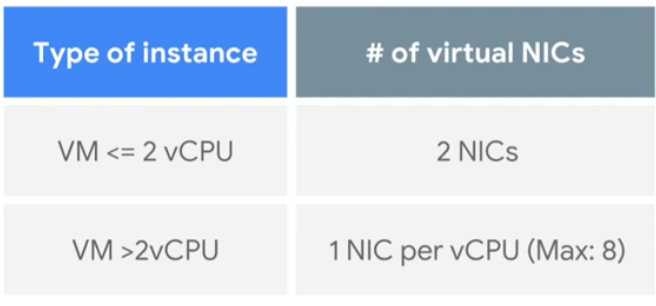 Type of instance
# of virtual NICs
VM <= 2 vCPU
2 NICs
VM >2vCPU
1 NIC per vCPU (Max: 8)